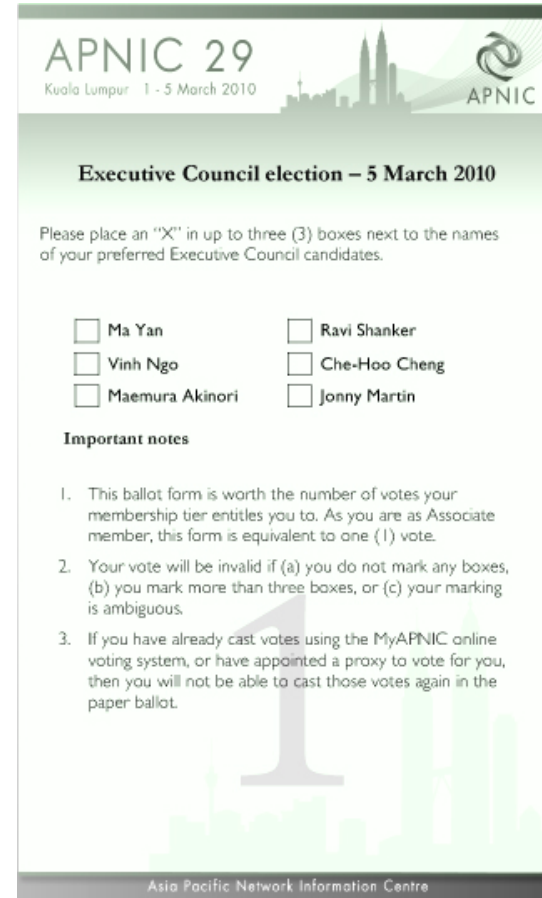 APNIC 29
Kuala Lumpur 1 - 5 March 2010
APNIC
Executive Council election – 5 March 2010
Please place an “X” in up to three (3) boxes next to the names
of your preferred Executive Council candidates.
Ma Yan
Ravi Shanker
Vinh Ngo
Che-Hoo Cheng
Maemura Akinori
Jonny Martin
Important notes
1. This ballot form is worth the number of votes your
membership tier entitles you to. As you are as Associate
member, this form is equivalent to one (1) vote.
2. Your vote will be invalid if (a) you do not mark any boxes,
(b) you mark more than three boxes, or (c) your marking
is ambiguous.
3. If you have already cast votes using the MyAPNIC online
voting system, or have appointed a proxy to vote for you,
then you will not be able to cast those votes again in the
paper ballot.
1
Asia Pacific Network Information Centre